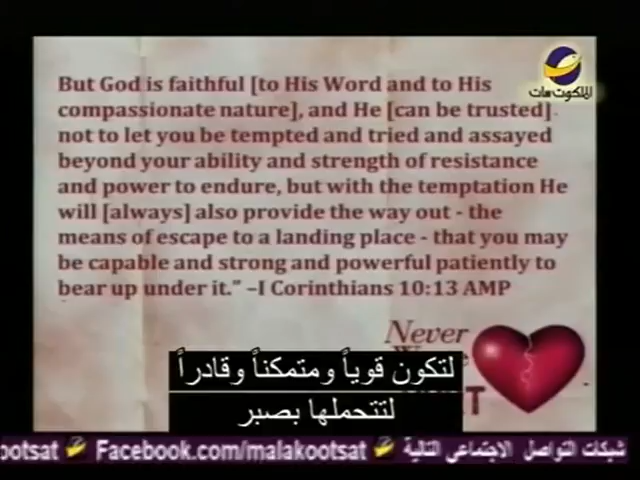 But God is faithful [to His Word and to His
compassionate nature], and He [can be trusted]
not to let you be tempted and tried and assayed
beyond your ability and strength of resistance
and power to endure, but with the temptation He
will [always] also provide the way out - the
means of escape to a landing place - that you may
be capable and strong and powerful patiently to
bear up under it.” –I Corinthians 10:13 AMP
الملكوت سات
Never
لتكون قوياً ومتمكناً وقادراً
لتتحملها بصبر
ootsat Facebook.com/malakootsat شبكات التواصل الاجتماعي التالية